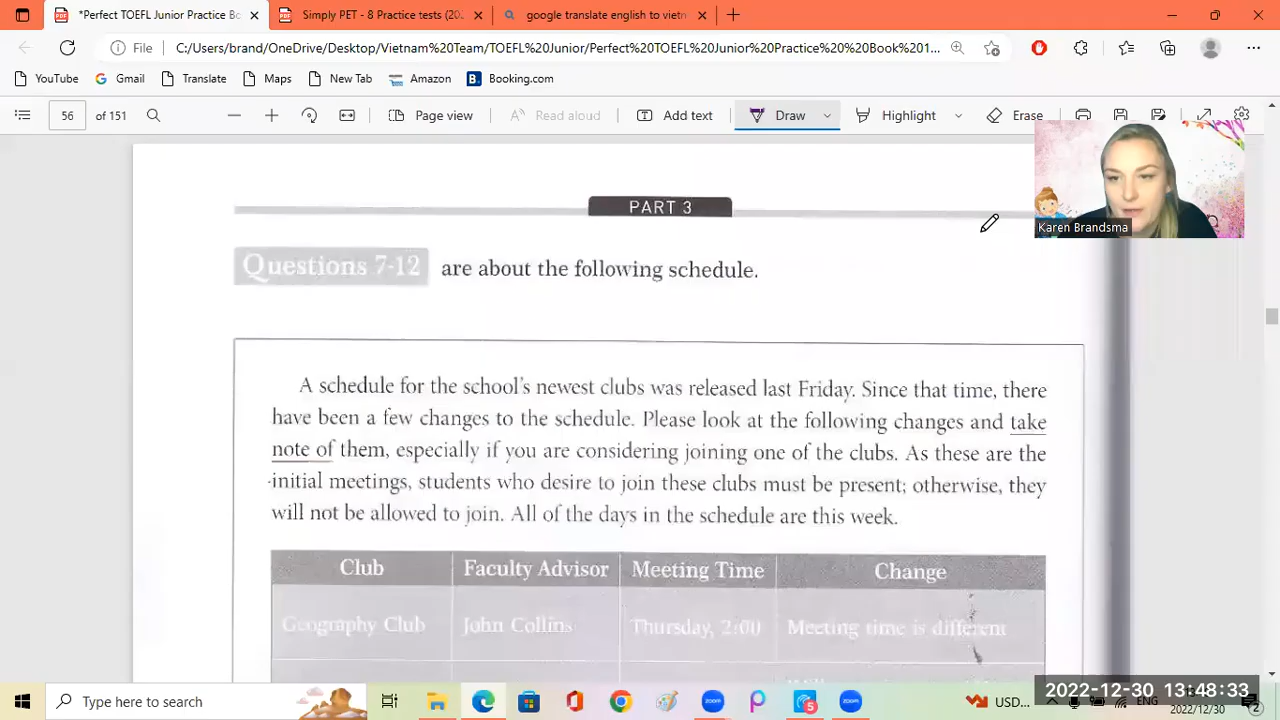 *Perfect TOEFL Junior Practice Bo
Simply PET - 8 Practice tests (20
google translate english to vietn
File
C:/Users/brand/OneDrive/Desktop/Vietnam%20Team/TOEFL%20Junior/Perfect%20TOEFL%20Junior%20Practice%20%20Book%201...
YouTube
Gmail
Translate
Maps
New Tab
Amazon
Booking.com
56 of 151
Page view
Read aloud
Add text
Draw
Highlight
Erase
Karen Brandsma
PART 3
Questions 7-12 are about the following schedule.
A schedule for the school's newest clubs was released last Friday. Since that time, there
have been a few changes to the schedule. Please look at the following changes and take
note of them, especially if you are considering joining one of the clubs. As these are the
initial meetings, students who desire to join these clubs must be present; otherwise, they
will not be allowed to join. All of the days in the schedule are this week.
Club Faculty Advisor Meeting Time Change
Geography Club John Collins Thursday, 2:00 Meeting time is different
Type here to search
USD...
ENG
2022-12-30 13:48:33
2022/12/30